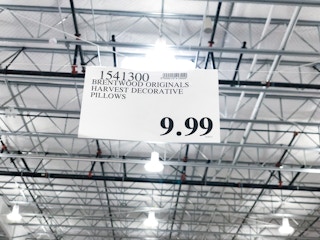 1541300
BRENTWOOD ORIGINALS
HARVEST DECORATIVE
PILLOWS
9.99